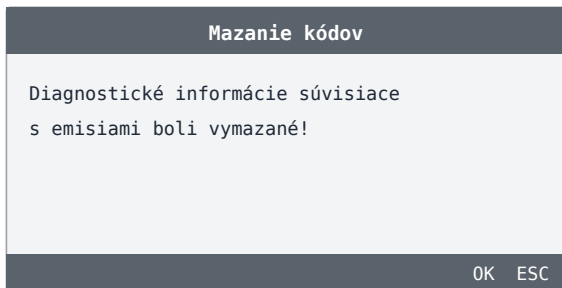 Mazanie kódov
Diagnostické informácie súvisiace
s emisiami boli vymazané!
OK ESC